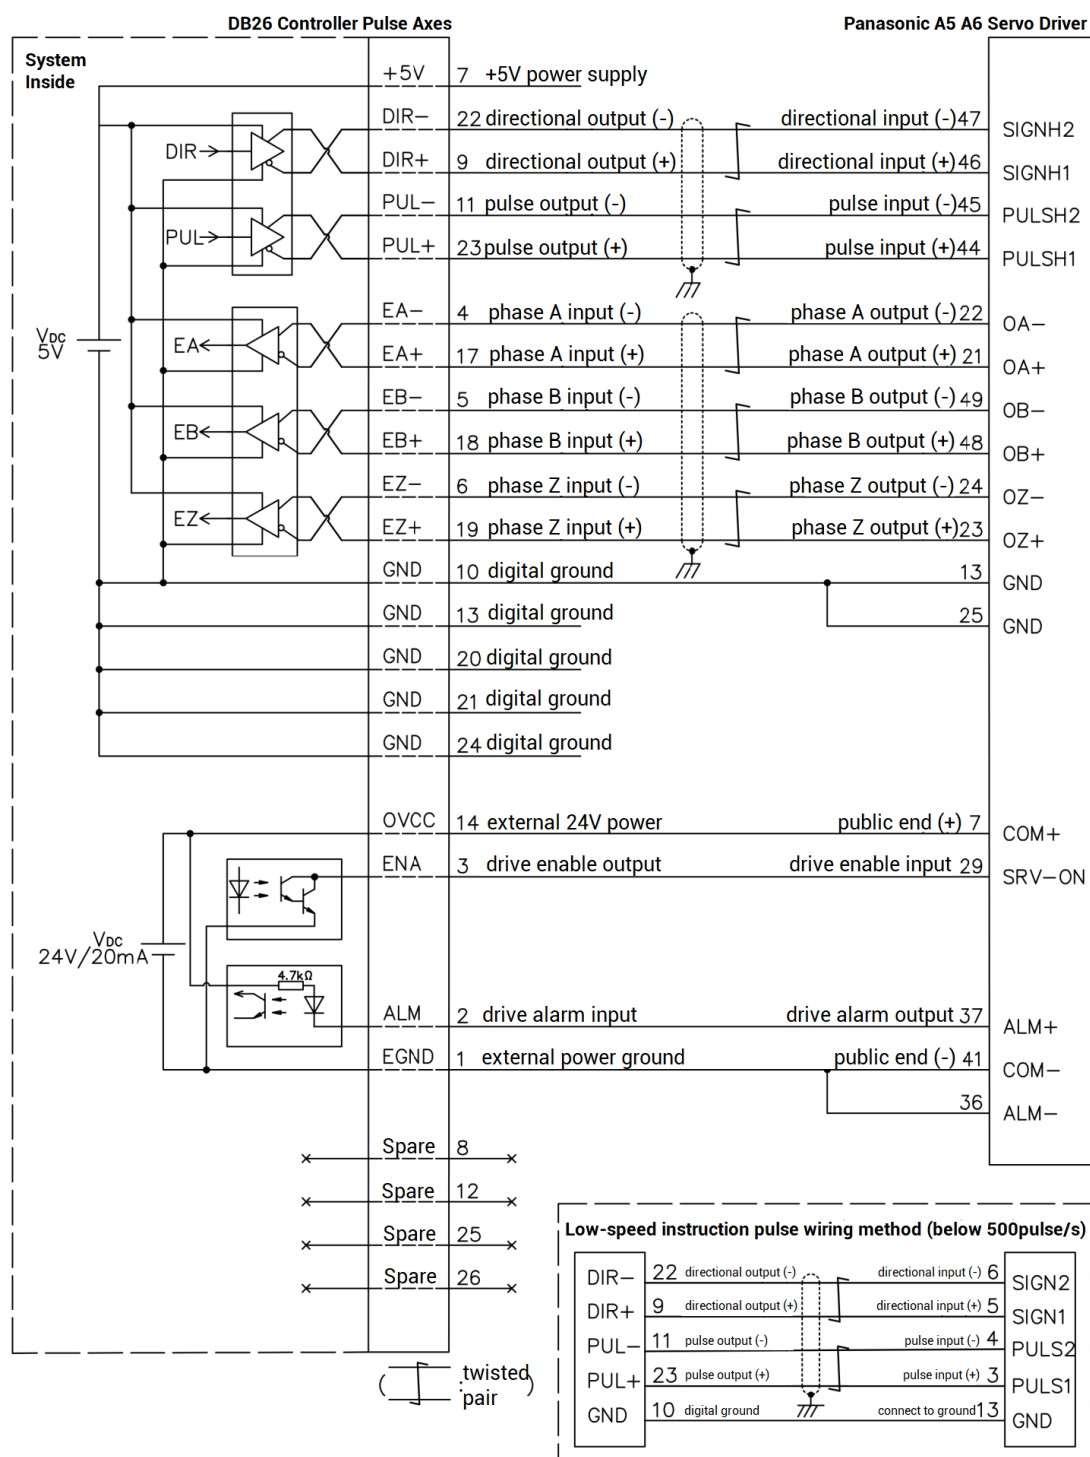 DB26 Controller Pulse Axes
Panasonic A5 A6 Servo Driver
System
Inside
+5V 7 +5V power supply
DIR- 22 directional output (-) directional input (-) 47 SIGNH2
DIR
DIR+ 9 directional output (+) directional input (+) 46 SIGNH1
PUL- 11 pulse output (-) pulse input (-) 45 PULSH2
PUL
PUL+ 23 pulse output (+) pulse input (+) 44 PULSH1
EA- 4 phase A input (-) phase A output (-) 22 OA-
VDC
5V
EA
EA+ 17 phase A input (+) phase A output (+) 21 OA+
EB- 5 phase B input (-) phase B output (-) 49 OB-
EB
EB+ 18 phase B input (+) phase B output (+) 48 OB+
EZ- 6 phase Z input (-) phase Z output (-) 24 OZ-
EZ
EZ+ 19 phase Z input (+) phase Z output (+) 23 OZ+
GND 10 digital ground 13 GND
GND 13 digital ground 25 GND
GND 20 digital ground
GND 21 digital ground
GND 24 digital ground
OVCC 14 external 24V power public end (+) 7 COM+
ENA 3 drive enable output drive enable input 29 SRV-ON
VDC
24V/20mA
4.7kΩ
ALM 2 drive alarm input drive alarm output 37 ALM+
EGND 1 external power ground public end (-) 41 COM-
36 ALM-
Spare 8
Spare 12
Spare 25
Spare 26
( : twisted pair )
Low-speed instruction pulse wiring method (below 500pulse/s)
DIR- 22 directional output (-) directional input (-) 6 SIGN2
DIR+ 9 directional output (+) directional input (+) 5 SIGN1
PUL- 11 pulse output (-) pulse input (-) 4 PULS2
PUL+ 23 pulse output (+) pulse input (+) 3 PULS1
GND 10 digital ground connect to ground 13 GND